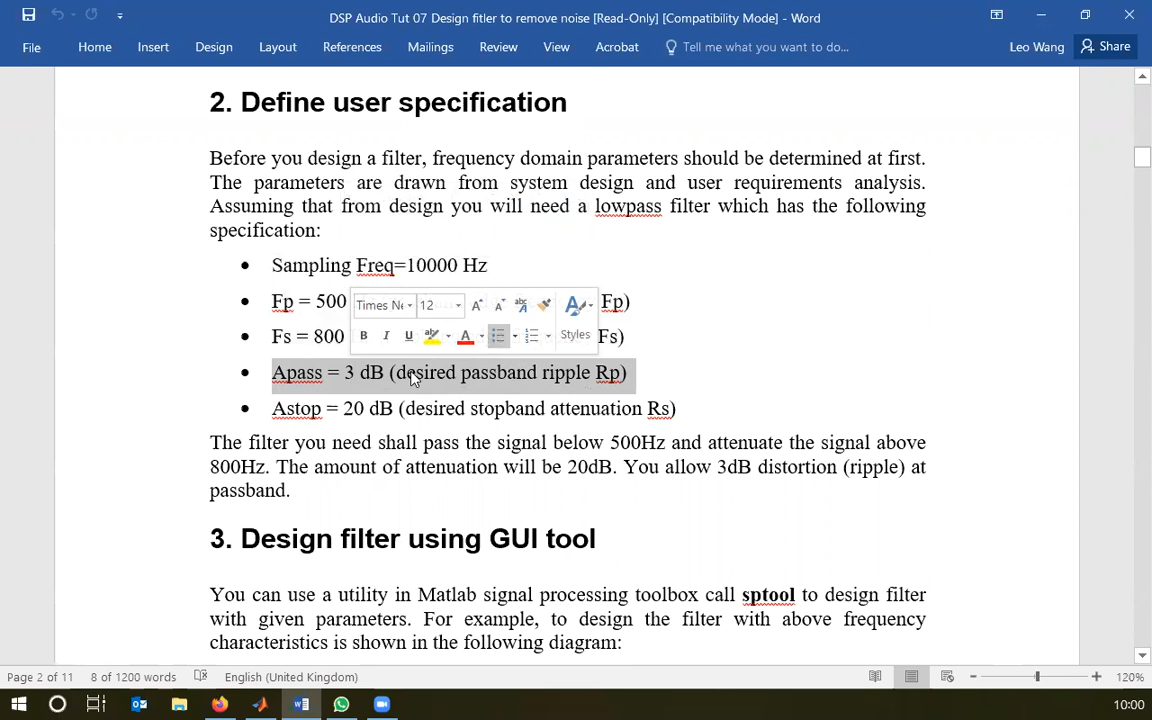 DSP Audio Tut 07 Design fitler to remove noise [Read-Only] [Compatibility Mode] - Word
File Home Insert Design Layout References Mailings Review View Acrobat Tell me what you want to do... Leo Wang Share
2. Define user specification
Before you design a filter, frequency domain parameters should be determined at first.
The parameters are drawn from system design and user requirements analysis.
Assuming that from design you will need a lowpass filter which has the following
specification:
• Sampling Freq=10000 Hz
• Fp = 500 Fp)
Times Ne 12
• Fs = 800 Fs)
B I U A Styles
• Apass = 3 dB (desired passband ripple Rp)
• Astop = 20 dB (desired stopband attenuation Rs)
The filter you need shall pass the signal below 500Hz and attenuate the signal above
800Hz. The amount of attenuation will be 20dB. You allow 3dB distortion (ripple) at
passband.
3. Design filter using GUI tool
You can use a utility in Matlab signal processing toolbox call sptool to design filter
with given parameters. For example, to design the filter with above frequency
characteristics is shown in the following diagram:
Page 2 of 11 8 of 1200 words English (United Kingdom) 120%
10:00